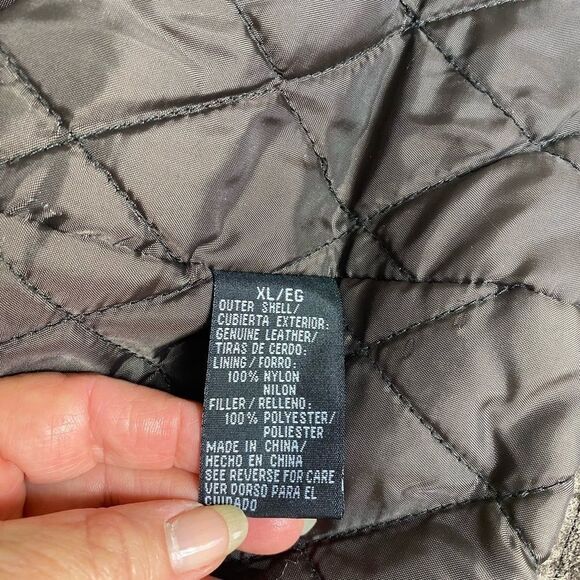 XL/EG
OUTER SHELL/
CUBIERTA EXTERIOR:
GENUINE LEATHER/
TIRAS DE CERDO:
LINING/FORRO:
100% NYLON
NILON
FILLER/RELLENO:
100% POLYESTER/
POLIESTER
MADE IN CHINA/
HECHO EN CHINA
SEE REVERSE FOR CARE
VER DORSO PARA EL
CUIDADO